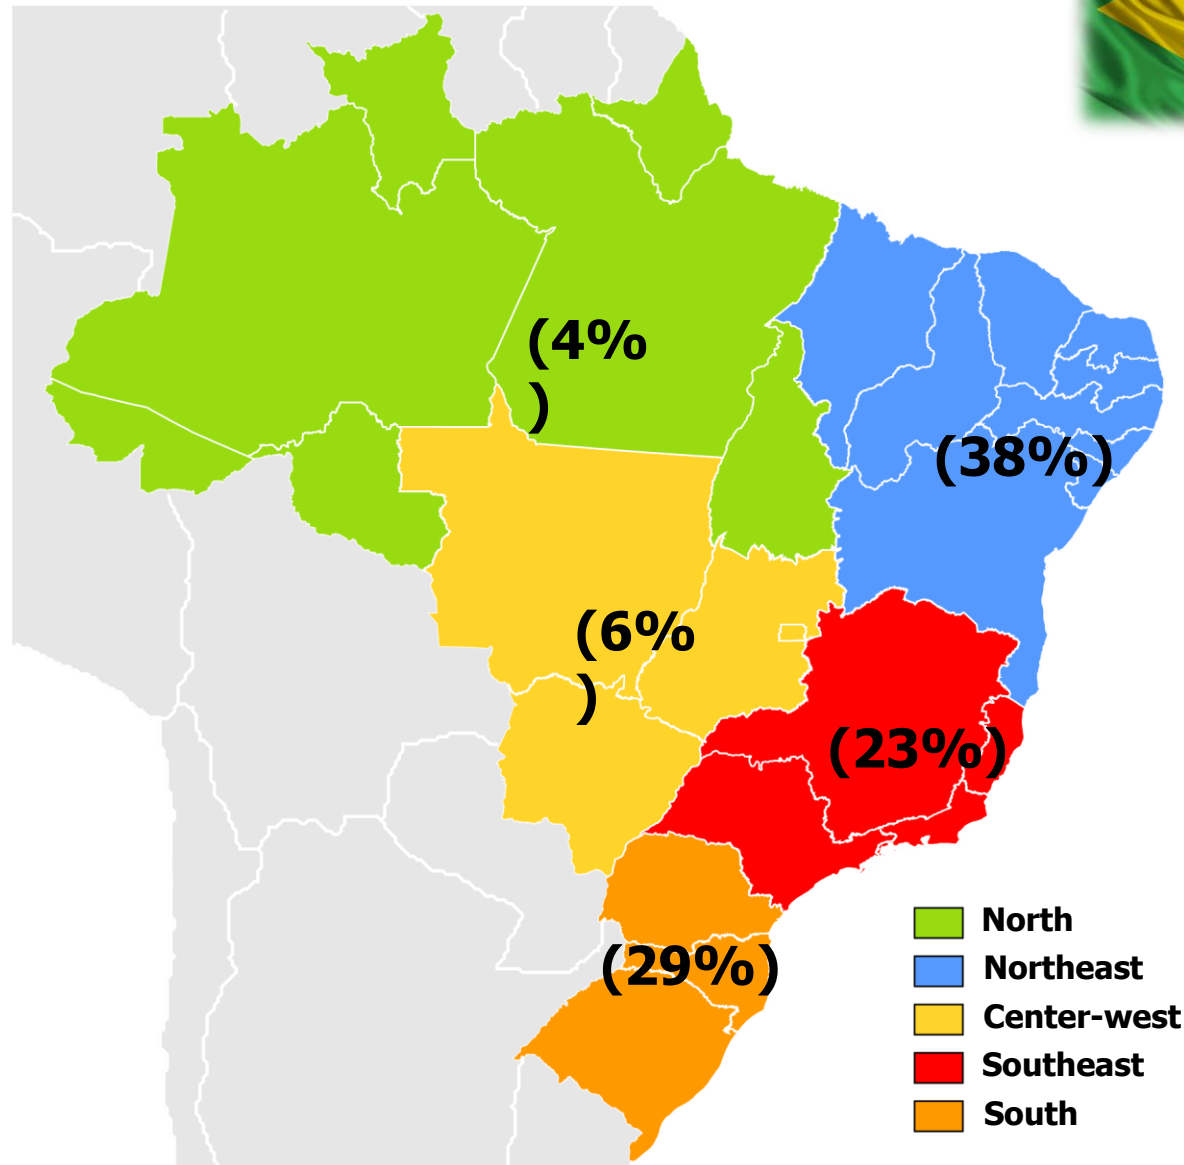 (4%
)
(38%)
(6%
)
(23%)
(29%)
North
Northeast
Center-west
Southeast
South